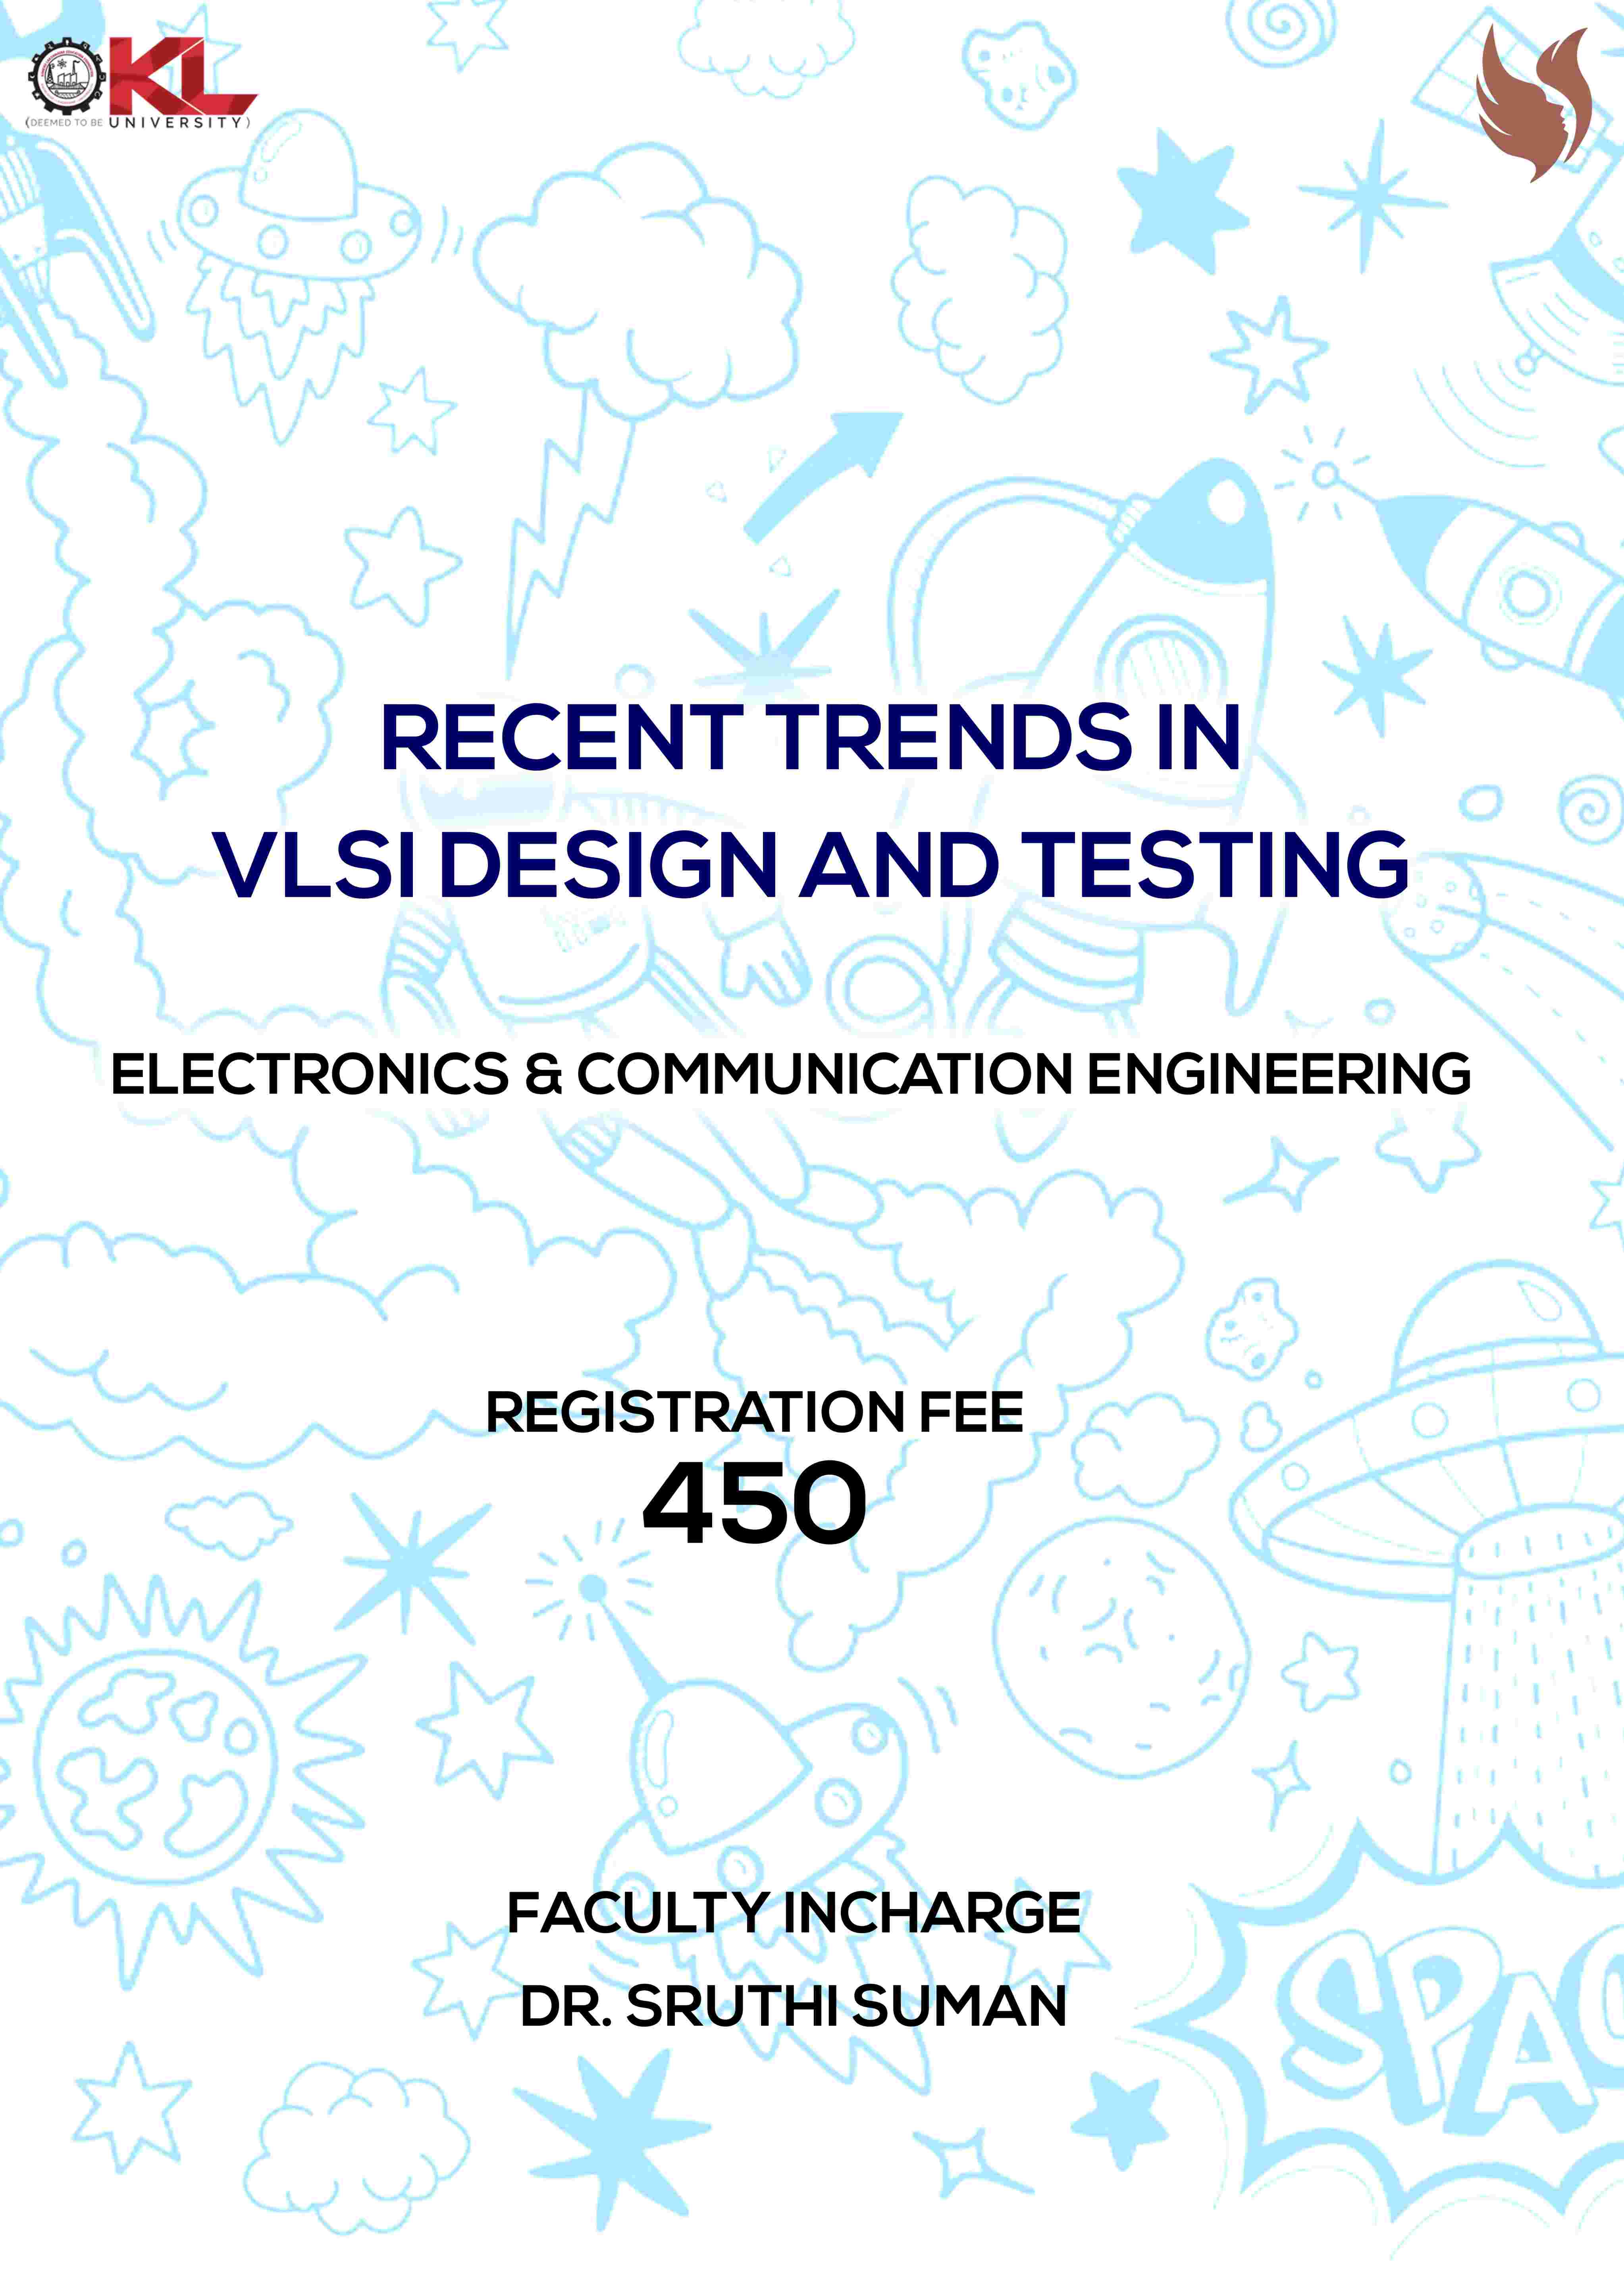 KL
(DEEMED TO BE UNIVERSITY)
RECENT TRENDS IN
VLSI DESIGN AND TESTING
ELECTRONICS & COMMUNICATION ENGINEERING
REGISTRATION FEE
450
FACULTY INCHARGE
DR. SRUTHI SUMAN
SPAC